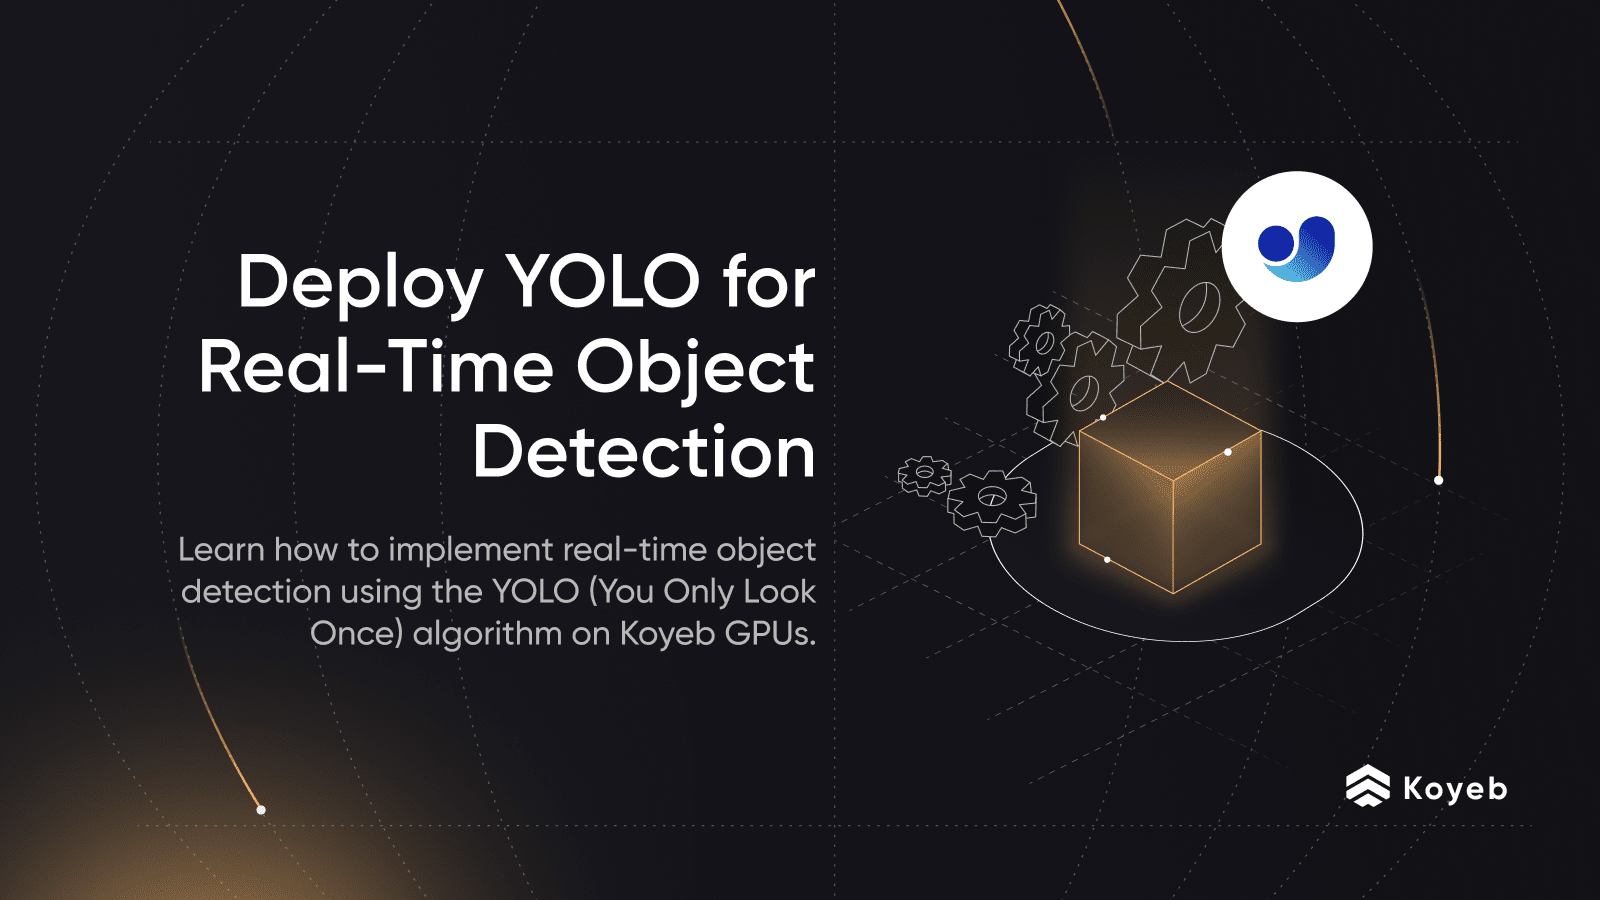 Deploy YOLO for
Real-Time Object
Detection
Learn how to implement real-time object
detection using the YOLO (You Only Look
Once) algorithm on Koyeb GPUs.
Koyeb